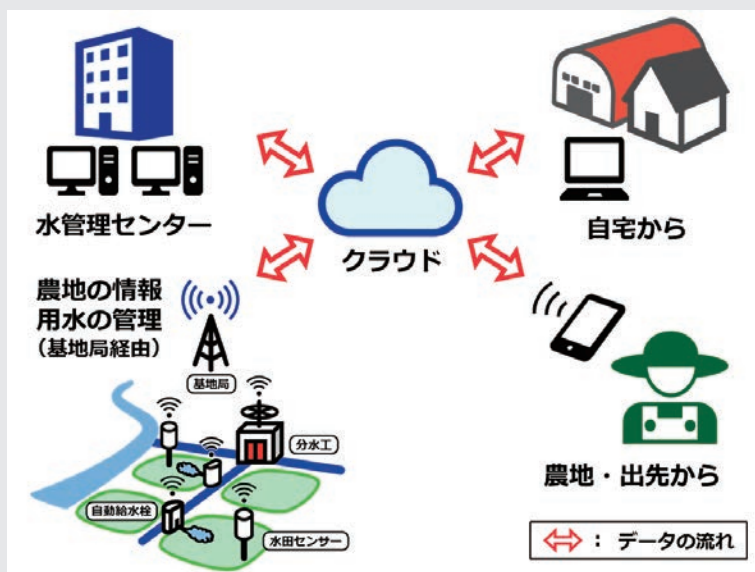 水管理センター
クラウド
自宅から
農地の情報
用水の管理
（基地局経由）
基地局
分水工
自動給水栓
水田センサー
農地・出先から
：データの流れ